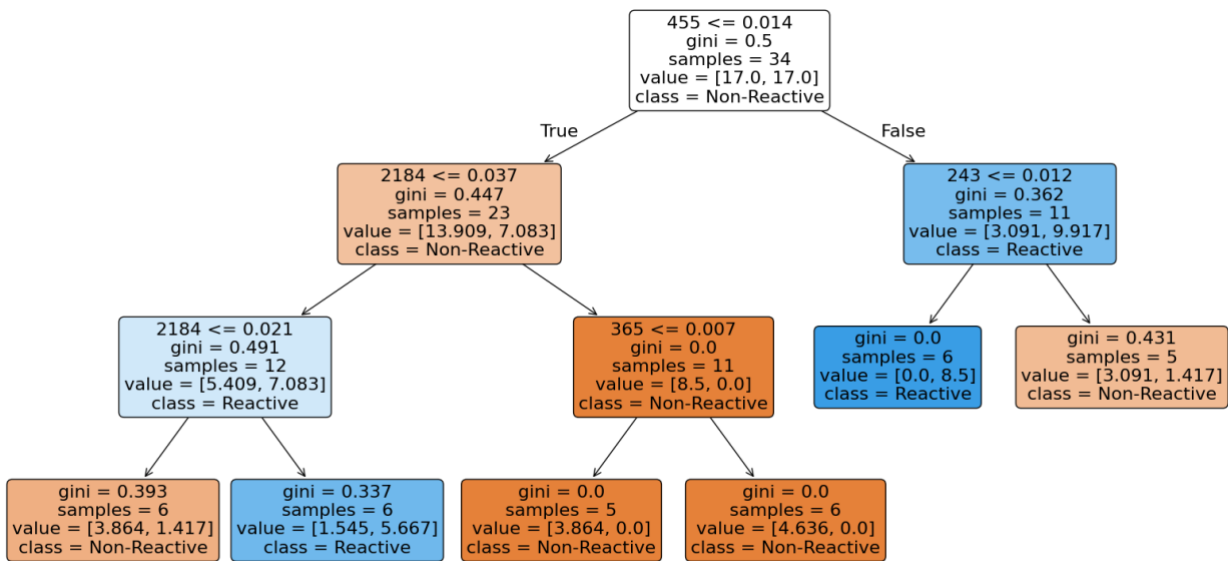 455 <= 0.014
gini = 0.5
samples = 34
value = [17.0, 17.0]
class = Non-Reactive
True
False
2184 <= 0.037
gini = 0.447
samples = 23
value = [13.909, 7.083]
class = Non-Reactive
243 <= 0.012
gini = 0.362
samples = 11
value = [3.091, 9.917]
class = Reactive
2184 <= 0.021
gini = 0.491
samples = 12
value = [5.409, 7.083]
class = Reactive
365 <= 0.007
gini = 0.0
samples = 11
value = [8.5, 0.0]
class = Non-Reactive
gini = 0.0
samples = 6
value = [0.0, 8.5]
class = Reactive
gini = 0.431
samples = 5
value = [3.091, 1.417]
class = Non-Reactive
gini = 0.393
samples = 6
value = [3.864, 1.417]
class = Non-Reactive
gini = 0.337
samples = 6
value = [1.545, 5.667]
class = Reactive
gini = 0.0
samples = 5
value = [3.864, 0.0]
class = Non-Reactive
gini = 0.0
samples = 6
value = [4.636, 0.0]
class = Non-Reactive